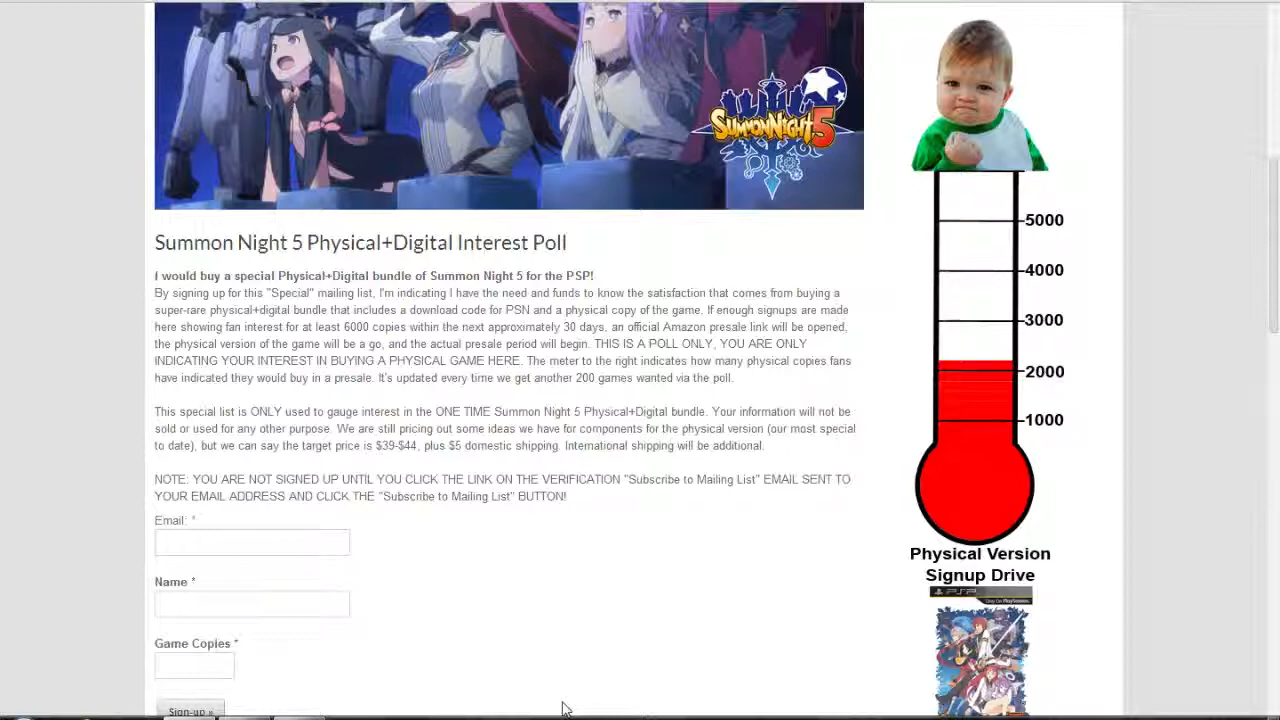 SUMMON NIGHT 5
Summon Night 5 Physical+Digital Interest Poll
I would buy a special Physical+Digital bundle of Summon Night 5 for the PSP!
By signing up for this "Special" mailing list, I'm indicating I have the need and funds to know the satisfaction that comes from buying a
super-rare physical+digital bundle that includes a download code for PSN and a physical copy of the game. If enough signups are made
here showing fan interest for at least 6000 copies within the next approximately 30 days, an official Amazon presale link will be opened,
the physical version of the game will be a go, and the actual presale period will begin. THIS IS A POLL ONLY, YOU ARE ONLY
INDICATING YOUR INTEREST IN BUYING A PHYSICAL GAME HERE. The meter to the right indicates how many physical copies fans
have indicated they would buy in a presale. It's updated every time we get another 200 games wanted via the poll.
This special list is ONLY used to gauge interest in the ONE TIME Summon Night 5 Physical+Digital bundle. Your information will not be
sold or used for any other purpose. We are still pricing out some ideas we have for components for the physical version (our most special
to date), but we can say the target price is $39-$44, plus $5 domestic shipping. International shipping will be additional.
NOTE: YOU ARE NOT SIGNED UP UNTIL YOU CLICK THE LINK ON THE VERIFICATION "Subscribe to Mailing List" EMAIL SENT TO
YOUR EMAIL ADDRESS AND CLICK THE "Subscribe to Mailing List" BUTTON!
Email: *
Name *
Game Copies *
Sign-up »
5000
4000
3000
2000
1000
Physical Version
Signup Drive
PSP